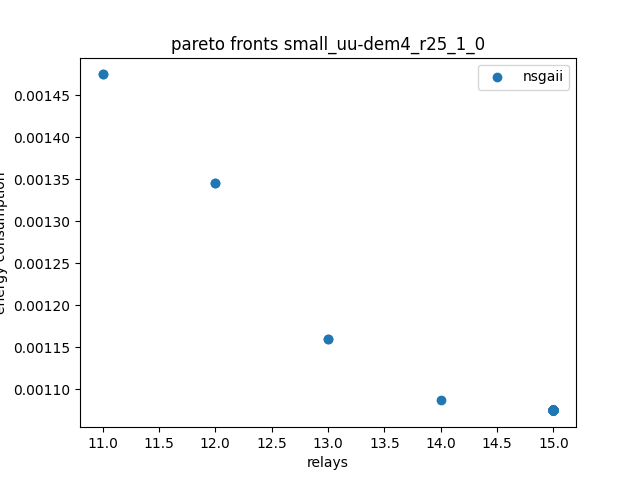 pareto fronts small_uu-dem4_r25_1_0
nsgaii
0.00145
0.00140
0.00135
0.00130
0.00125
0.00120
0.00115
0.00110
energy consumption
11.0 11.5 12.0 12.5 13.0 13.5 14.0 14.5 15.0
relays